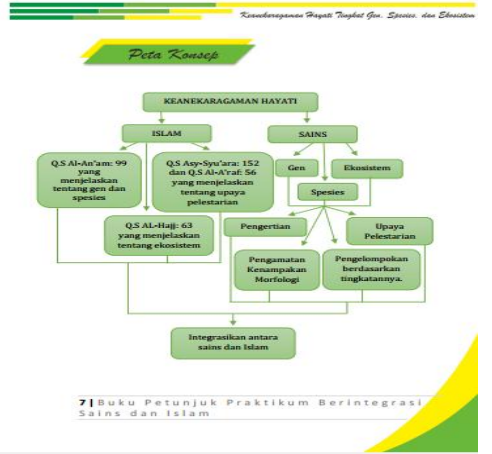 Keanekaragaman Hayati Tingkat Gen, Spesies, dan Ekosistem
Peta Konsep
KEANEKARAGAMAN HAYATI
ISLAM
SAINS
Q.S Al-An'am: 99
yang
menjelaskan
tentang gen dan
spesies
Q.S Asy-Syu'ara: 152
dan Q.S Al-A'raf: 56
yang menjelaskan
tentang upaya
pelestarian
Q.S AL-Hajj: 63
yang menjelaskan
tentang ekosistem
Gen
Ekosistem
Spesies
Pengertian
Upaya
Pelestarian
Pengamatan
Kenampakan
Morfologi
Pengelompokan
berdasarkan
tingkatannya.
Integrasikan antara
sains dan Islam
7 | Buku Petunjuk Praktikum Berintegrasi
Sains dan Islam